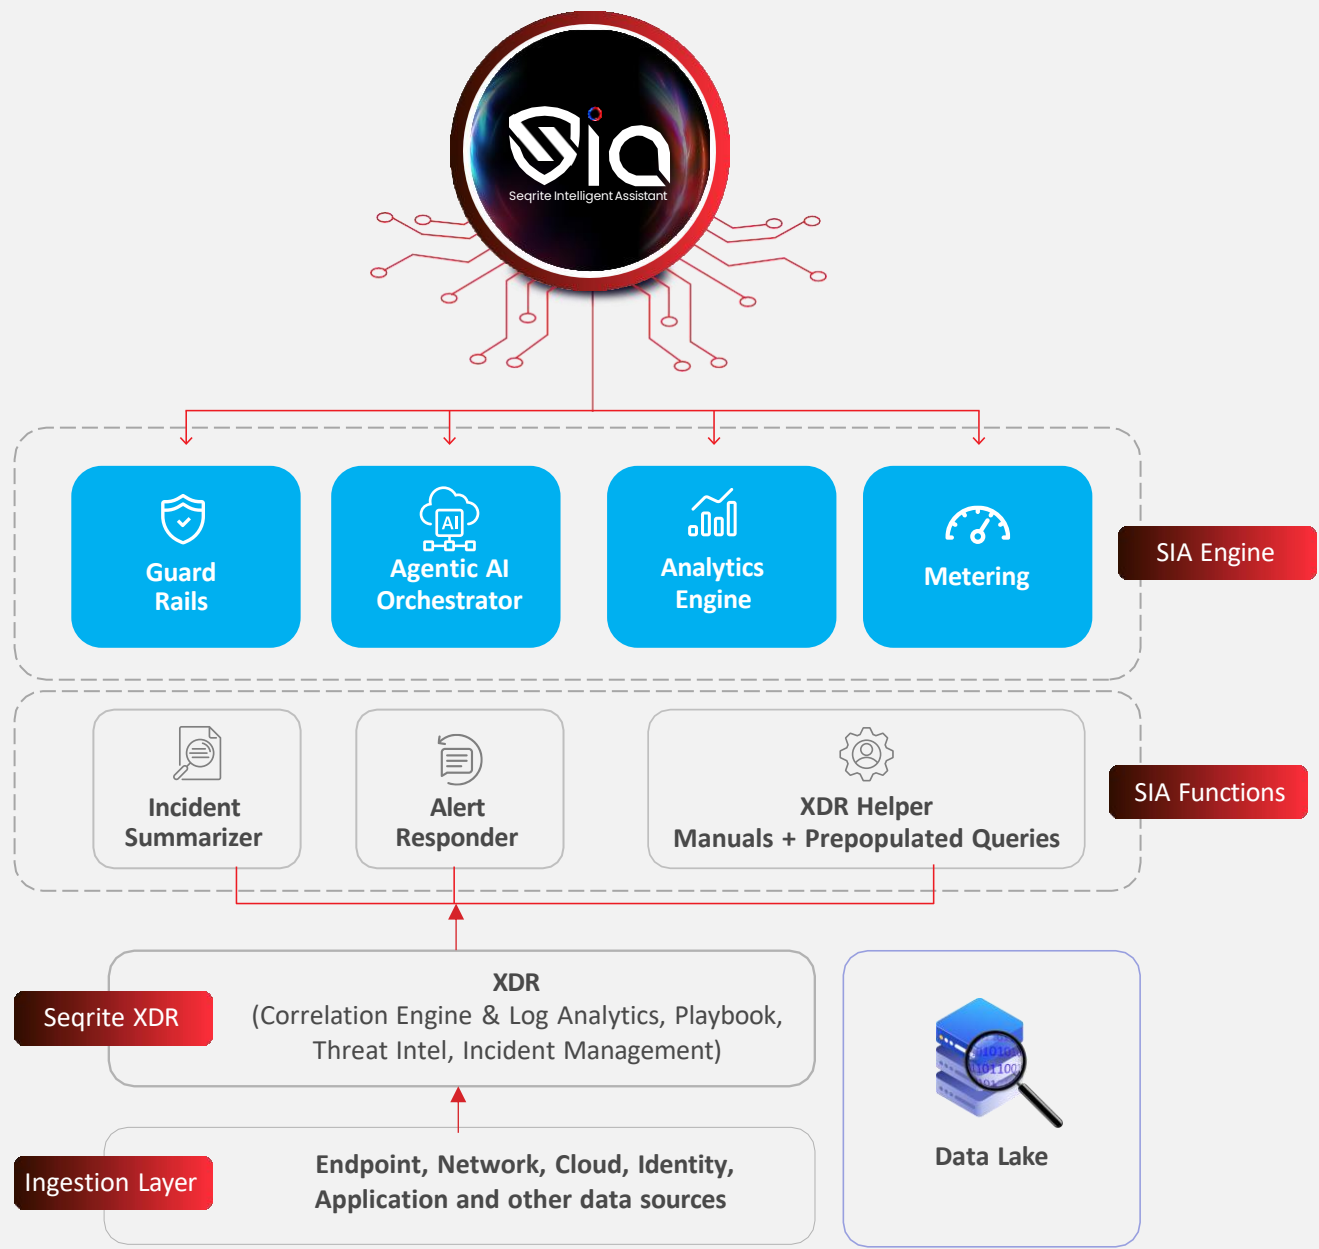 Sia
Seqrite Intelligent Assistant
Guard
Rails
AI
Agentic AI
Orchestrator
Analytics
Engine
Metering
SIA Engine
Incident
Summarizer
Alert
Responder
XDR Helper
Manuals + Prepopulated Queries
SIA Functions
Seqrite XDR
XDR
(Correlation Engine & Log Analytics, Playbook,
Threat Intel, Incident Management)
Ingestion Layer
Endpoint, Network, Cloud, Identity,
Application and other data sources
Data Lake